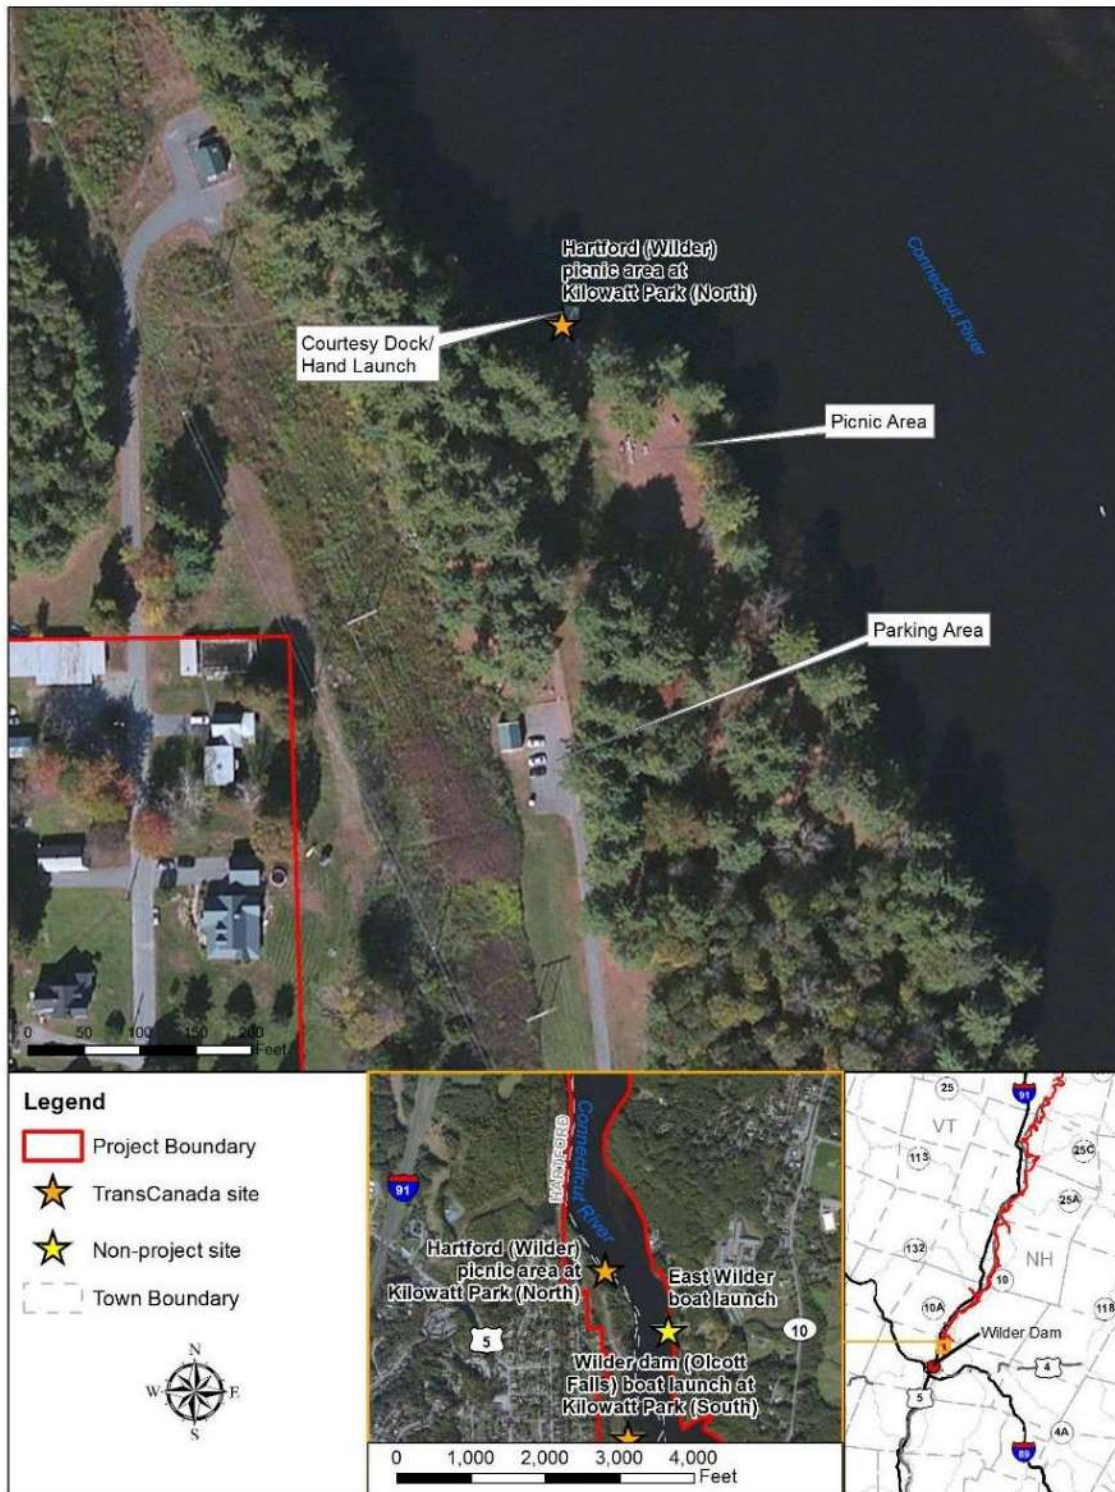 Hartford (Wilder)
picnic area at
Kilowatt Park (North)
Connecticut River
Courtesy Dock/
Hand Launch
Picnic Area
Parking Area
0 50 100 200
Feet
Legend
Project Boundary
TransCanada site
Non-project site
Town Boundary
N
W E
S
HARTFORD
Connecticut River
91
Hartford (Wilder)
picnic area at
Kilowatt Park (North)
East Wilder
boat launch
5
10
Wilder dam (Olcott
Falls) boat launch at
Kilowatt Park (South)
0 1,000 2,000 3,000 4,000
Feet
25
91
VT
113
25C
25A
132
NH
10
10A
118
Wilder Dam
4
5
4A
89